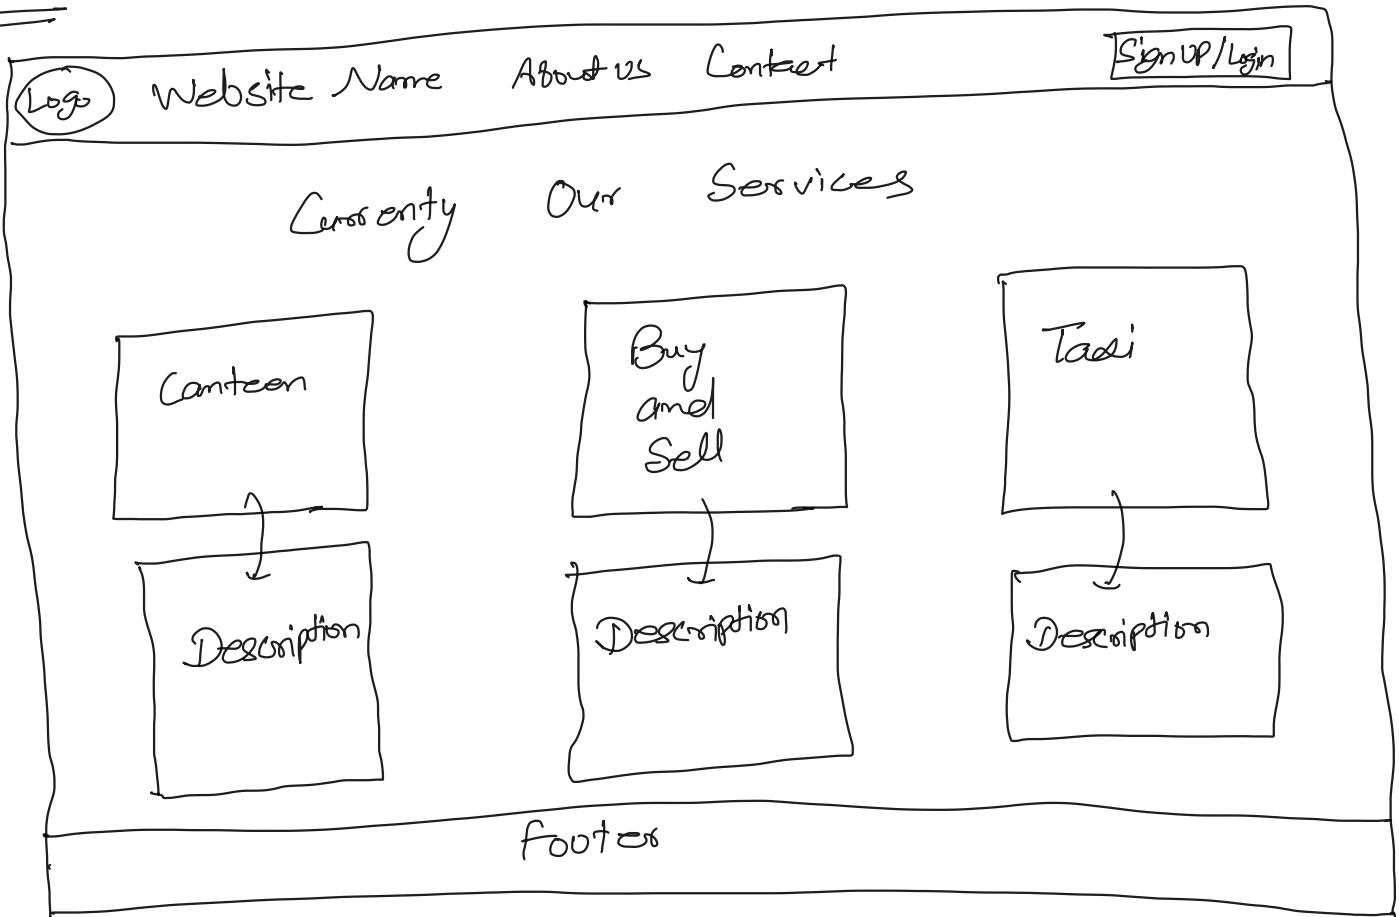 Logo Website Name About us Contact SignUP/Login
Currenty Our Services
Canteen
Buy
and
Sell
Taxi
Description
Description
Description
Footer